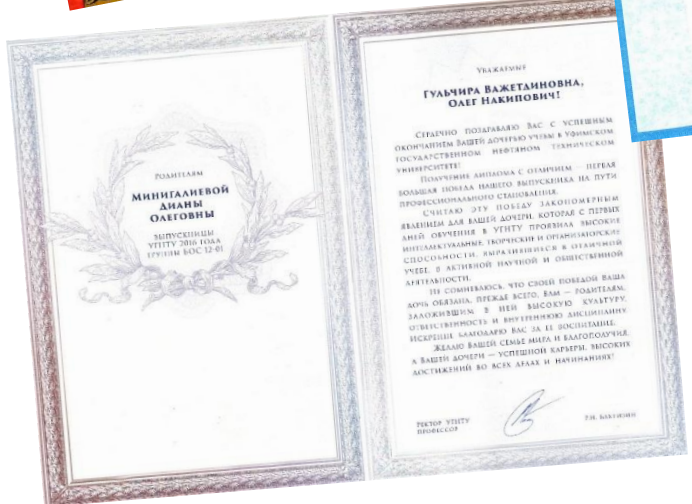 Родителям
Минигалиевой
Дианы
Олеговны
выпускницы
УГНТУ 2016 года
группы БОС-12-01
Уважаемые
Гульчира Важетдиновна,
Олег Накипович!
Сердечно поздравляю Вас с успешным
окончанием Вашей дочерью учебы в Уфимском
государственном нефтяном техническом
университете!
Получение диплома с отличием – первая
большая победа нашего выпускника на пути
профессионального становления.
Считаю эту победу закономерным
явлением для Вашей дочери, которая с первых
дней обучения в УГНТУ проявила высокие
интеллектуальные, творческие и организаторские
способности, выразившиеся в отличной
учебе, в активной научной и общественной
деятельности.
Не сомневаюсь, что своей победой Ваша
дочь обязана, прежде всего, Вам – родителям,
заложившим в ней высокую культуру,
ответственность и внутреннюю дисциплину.
Искренне благодарю Вас за ее воспитание.
Желаю Вашей семье мира и благополучия,
а Вашей дочери — успешной карьеры, высоких
достижений во всех делах и начинаниях!
Ректор УГНТУ
профессор
Р.Н. Бахтизин